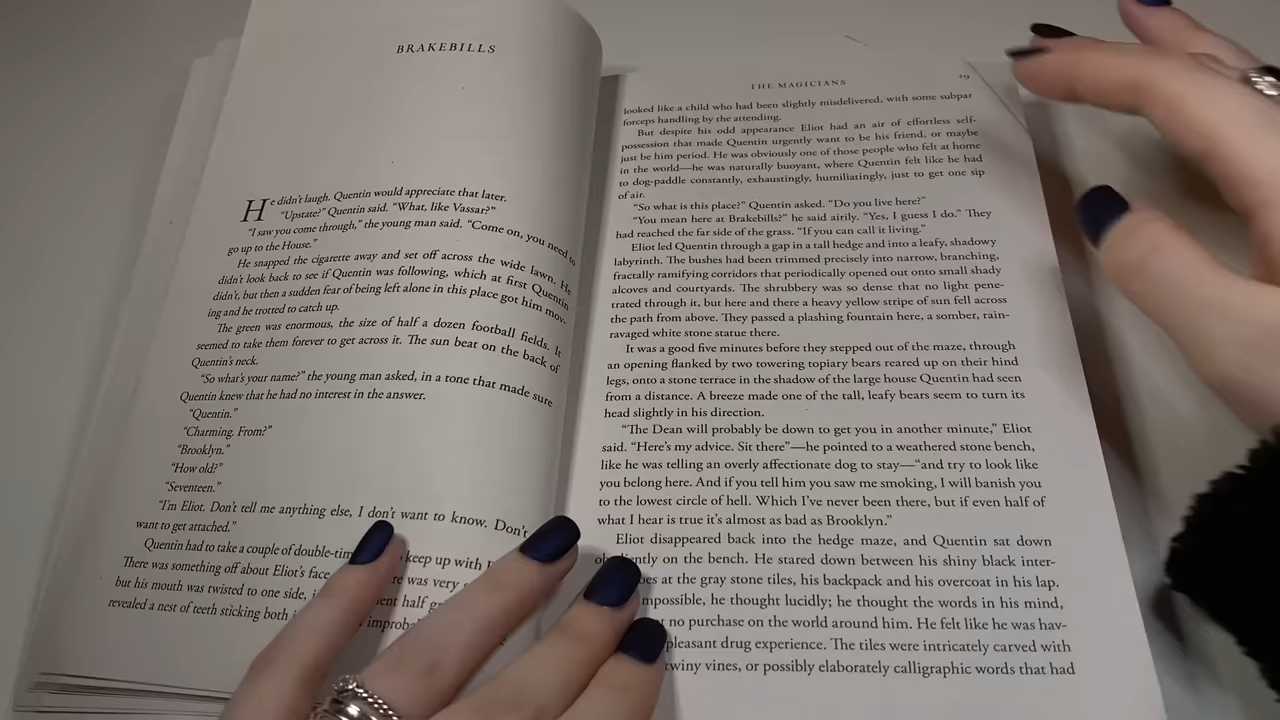 BRAKEBILLS
He didn't laugh. Quentin would appreciate that later.
"Upstate?" Quentin said. "What, like Vassar?"
"I saw you come through," the young man said. "Come on, you need to
go up to the House."
He snapped the cigarette away and set off across the wide lawn. He
didn't look back to see if Quentin was following, which at first Quentin
didn't, but then a sudden fear of being left alone in this place got him mov-
ing and he trotted to catch up.
The green was enormous, the size of half a dozen football fields. It
seemed to take them forever to get across it. The sun beat on the back of
Quentin's neck.
"So what's your name?" the young man asked, in a tone that made sure
Quentin knew that he had no interest in the answer.
"Quentin."
"Charming. From?"
"Brooklyn."
"How old?"
"Seventeen."
"I'm Eliot. Don't tell me anything else, I don't want to know. Don't
want to get attached."
Quentin had to take a couple of double-tim keep up with
There was something off about Eliot's face was very
but his mouth was twisted to one side, half
revealed a nest of teeth sticking both improba
THE MAGICIANS 19
looked like a child who had been slightly misdelivered, with some subpar
forceps handling by the attending.
But despite his odd appearance Eliot had an air of effortless self-
possession that made Quentin urgently want to be his friend, or maybe
just be him period. He was obviously one of those people who felt at home
in the world—he was naturally buoyant, where Quentin felt like he had
to dog-paddle constantly, exhaustingly, humiliatingly, just to get one sip
of air.
"So what is this place?" Quentin asked. "Do you live here?"
"You mean here at Brakebills?" he said airily. "Yes, I guess I do." They
had reached the far side of the grass. "If you can call it living."
Eliot led Quentin through a gap in a tall hedge and into a leafy, shadowy
labyrinth. The bushes had been trimmed precisely into narrow, branching,
fractally ramifying corridors that periodically opened out onto small shady
alcoves and courtyards. The shrubbery was so dense that no light pene-
trated through it, but here and there a heavy yellow stripe of sun fell across
the path from above. They passed a plashing fountain here, a somber, rain-
ravaged white stone statue there.
It was a good five minutes before they stepped out of the maze, through
an opening flanked by two towering topiary bears reared up on their hind
legs, onto a stone terrace in the shadow of the large house Quentin had seen
from a distance. A breeze made one of the tall, leafy bears seem to turn its
head slightly in his direction.
"The Dean will probably be down to get you in another minute," Eliot
said. "Here's my advice. Sit there"—he pointed to a weathered stone bench,
like he was telling an overly affectionate dog to stay—"and try to look like
you belong here. And if you tell him you saw me smoking, I will banish you
to the lowest circle of hell. Which I've never been there, but if even half of
what I hear is true it's almost as bad as Brooklyn."
Eliot disappeared back into the hedge maze, and Quentin sat down
on the bench. He stared down between his shiny black inter-
at the gray stone tiles, his backpack and his overcoat in his lap.
mpossible, he thought lucidly; he thought the words in his mind,
no purchase on the world around him. He felt like he was hav-
pleasant drug experience. The tiles were intricately carved with
twiny vines, or possibly elaborately calligraphic words that had